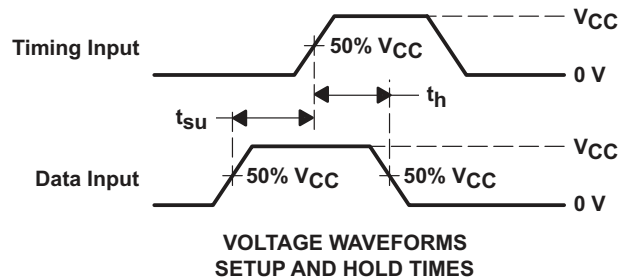 VCC
Timing Input
50% VCC
0 V
th
tsu
VCC
Data Input
50% VCC
50% VCC
0 V
VOLTAGE WAVEFORMS
SETUP AND HOLD TIMES